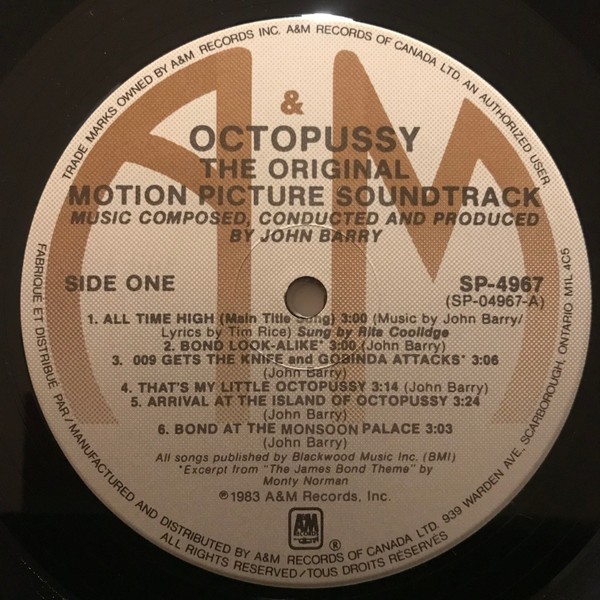 TRADE MARKS OWNED BY A&M RECORDS INC. A&M RECORDS OF CANADA LTD. AN AUTHORIZED USER.
&
A M
OCTOPUSSY
THE ORIGINAL
MOTION PICTURE SOUNDTRACK
MUSIC COMPOSED, CONDUCTED AND PRODUCED
BY JOHN BARRY
SIDE ONE
SP-4967
(SP-04967-A)
1. ALL TIME HIGH (Main Title Song) 3:00 (Music by John Barry/
Lyrics by Tim Rice) Sung by Rita Coolidge
2. BOND LOOK-ALIKE* 3:00 (John Barry)
3. 009 GETS THE KNIFE and GOBINDA ATTACKS* 3:06
(John Barry)
4. THAT'S MY LITTLE OCTOPUSSY 3:14 (John Barry)
5. ARRIVAL AT THE ISLAND OF OCTOPUSSY 3:24
(John Barry)
6. BOND AT THE MONSOON PALACE 3:03
(John Barry)
All songs published by Blackwood Music Inc. (BMI)
*Excerpt from "The James Bond Theme" by
Monty Norman
℗1983 A&M Records, Inc.
A&M
RECORDS
®
FABRIQUÉ ET DISTRIBUÉ PAR / MANUFACTURED AND DISTRIBUTED BY A&M RECORDS OF CANADA LTD. 939 WARDEN AVE, SCARBOROUGH, ONTARIO. M1L 4C5
ALL RIGHTS RESERVED / TOUS DROITS RÉSERVÉS